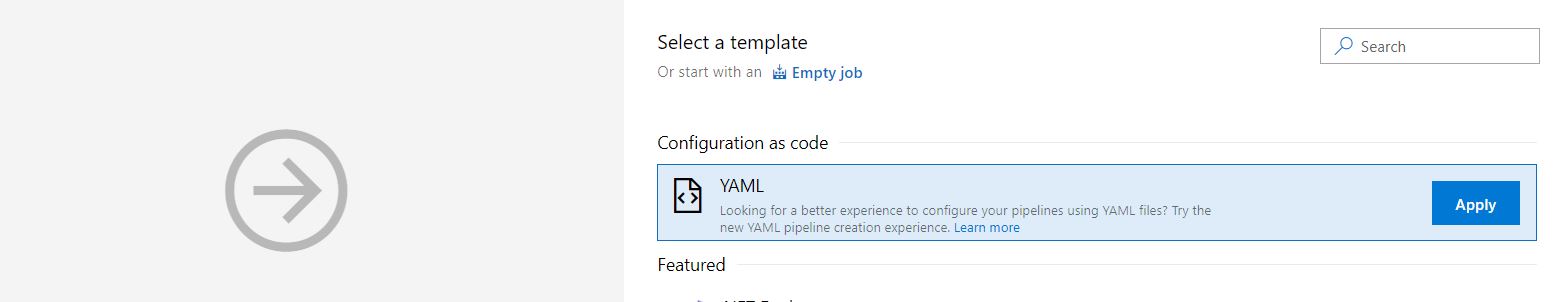 Select a template
Search
Or start with an Empty job
Configuration as code
YAML
Looking for a better experience to configure your pipelines using YAML files? Try the
new YAML pipeline creation experience. Learn more
Apply
Featured